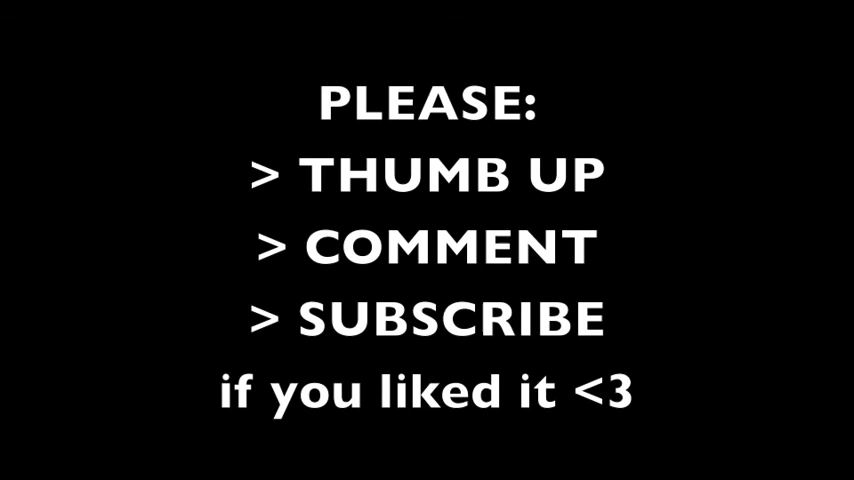 PLEASE:
> THUMB UP
> COMMENT
> SUBSCRIBE
if you liked it <3